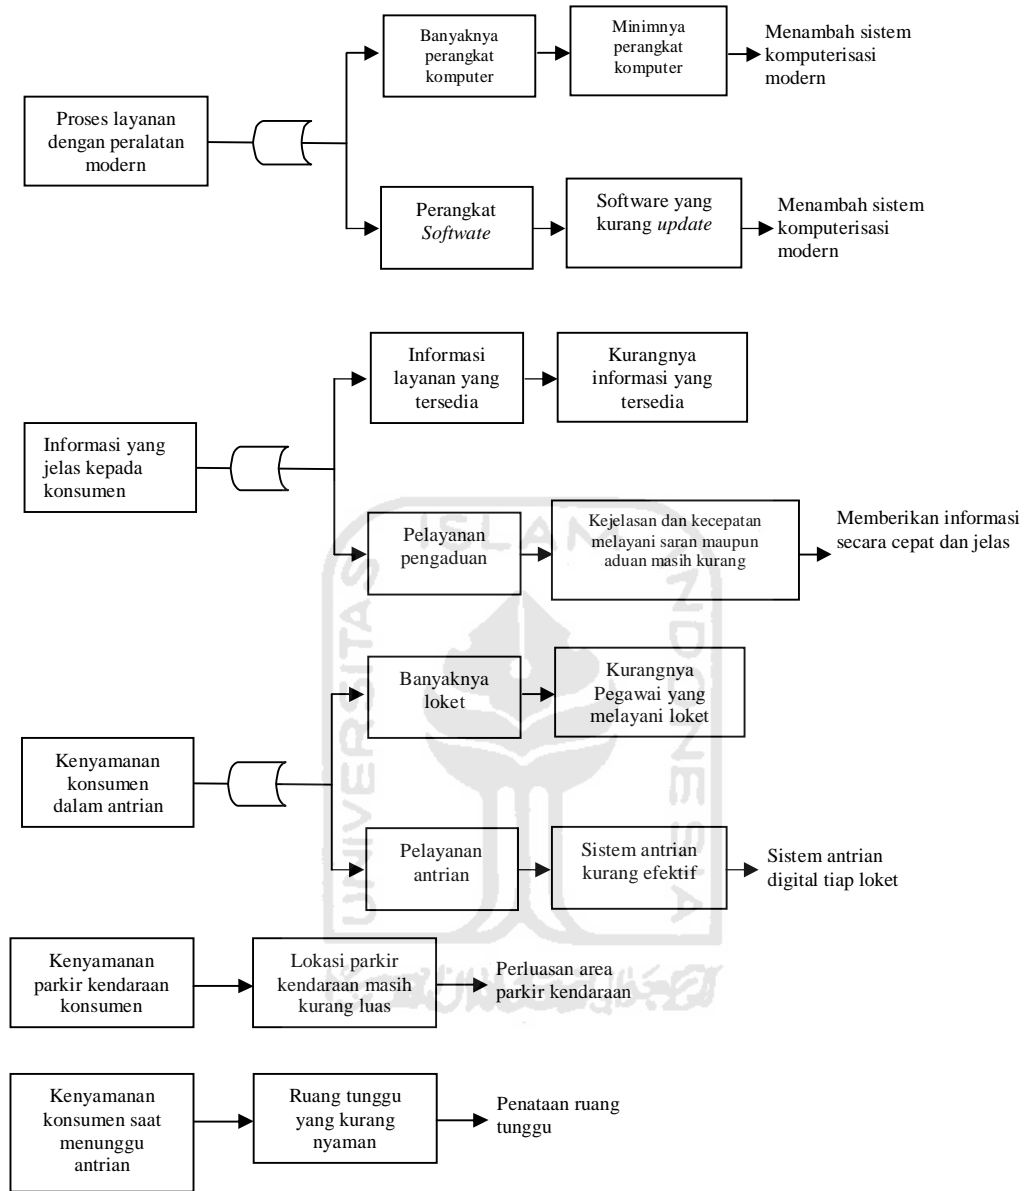 Banyaknya
perangkat
komputer
Minimnya
perangkat
komputer
Menambah sistem
komputerisasi
modern
Proses layanan
dengan peralatan
modern
Perangkat
Softwate
Software yang
kurang update
Menambah sistem
komputerisasi
modern
Informasi
layanan yang
tersedia
Kurangnya
informasi yang
tersedia
Informasi yang
jelas kepada
konsumen
Pelayanan
pengaduan
Kejelasan dan kecepatan
melayani saran maupun
aduan masih kurang
Memberikan informasi
secara cepat dan jelas
Banyaknya
loket
Kurangnya
Pegawai yang
melayani loket
Kenyamanan
konsumen
dalam antrian
Pelayanan
antrian
Sistem antrian
kurang efektif
Sistem antrian
digital tiap loket
Kenyamanan
parkir kendaraan
konsumen
Lokasi parkir
kendaraan masih
kurang luas
Perluasan area
parkir kendaraan
Kenyamanan
konsumen saat
menunggu
antrian
Ruang tunggu
yang kurang
nyaman
Penataan ruang
tunggu
UNIVERSITAS
ISLAM
INDONESIA